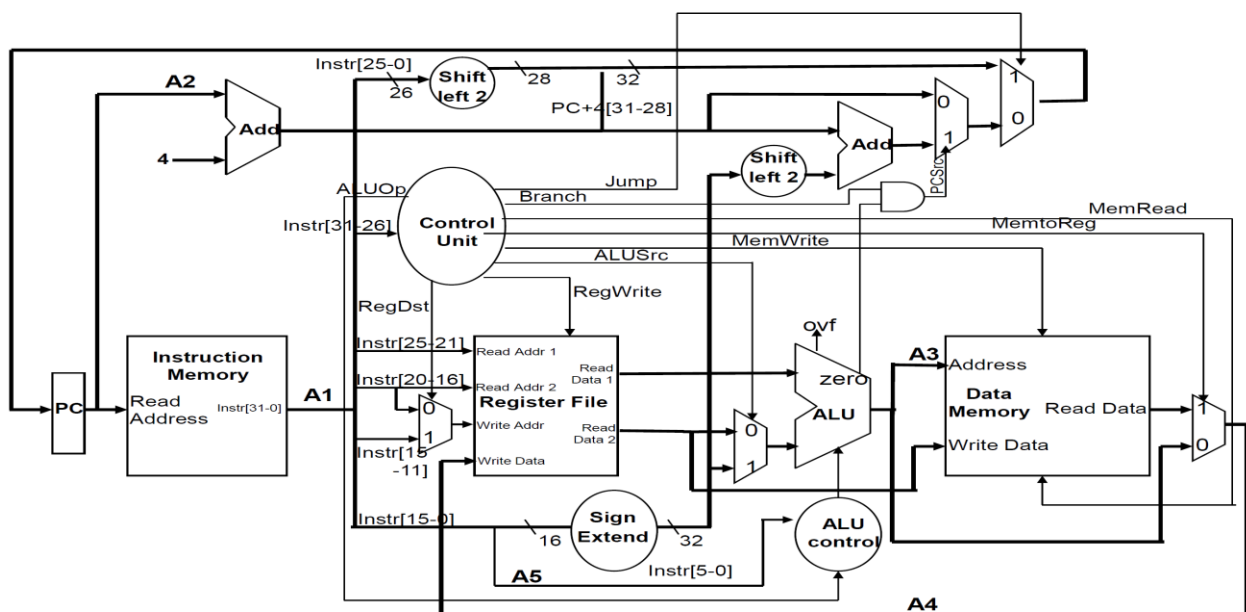 Instr[25-0]
26
Shift
left 2
28
32
PC+4[31-28]
A2
Add
4
Add
Shift
left 2
0
1
PCSrc
1
0
ALUOp
Instr[31-26]
Control
Unit
Jump
Branch
MemRead
MemtoReg
MemWrite
ALUSrc
RegWrite
RegDst
ovf
Instruction
Memory
Read
Address
Instr[31-0]
PC
A1
Instr[25-21]
Instr[20-16]
0
1
Instr[15
-11]
Read Addr 1
Read Addr 2
Register File
Write Addr
Write Data
Read
Data 1
Read
Data 2
0
1
zero
ALU
A3
Address
Data
Memory
Read Data
Write Data
1
0
Instr[15-0]
16
Sign
Extend
32
ALU
control
A5
Instr[5-0]
A4